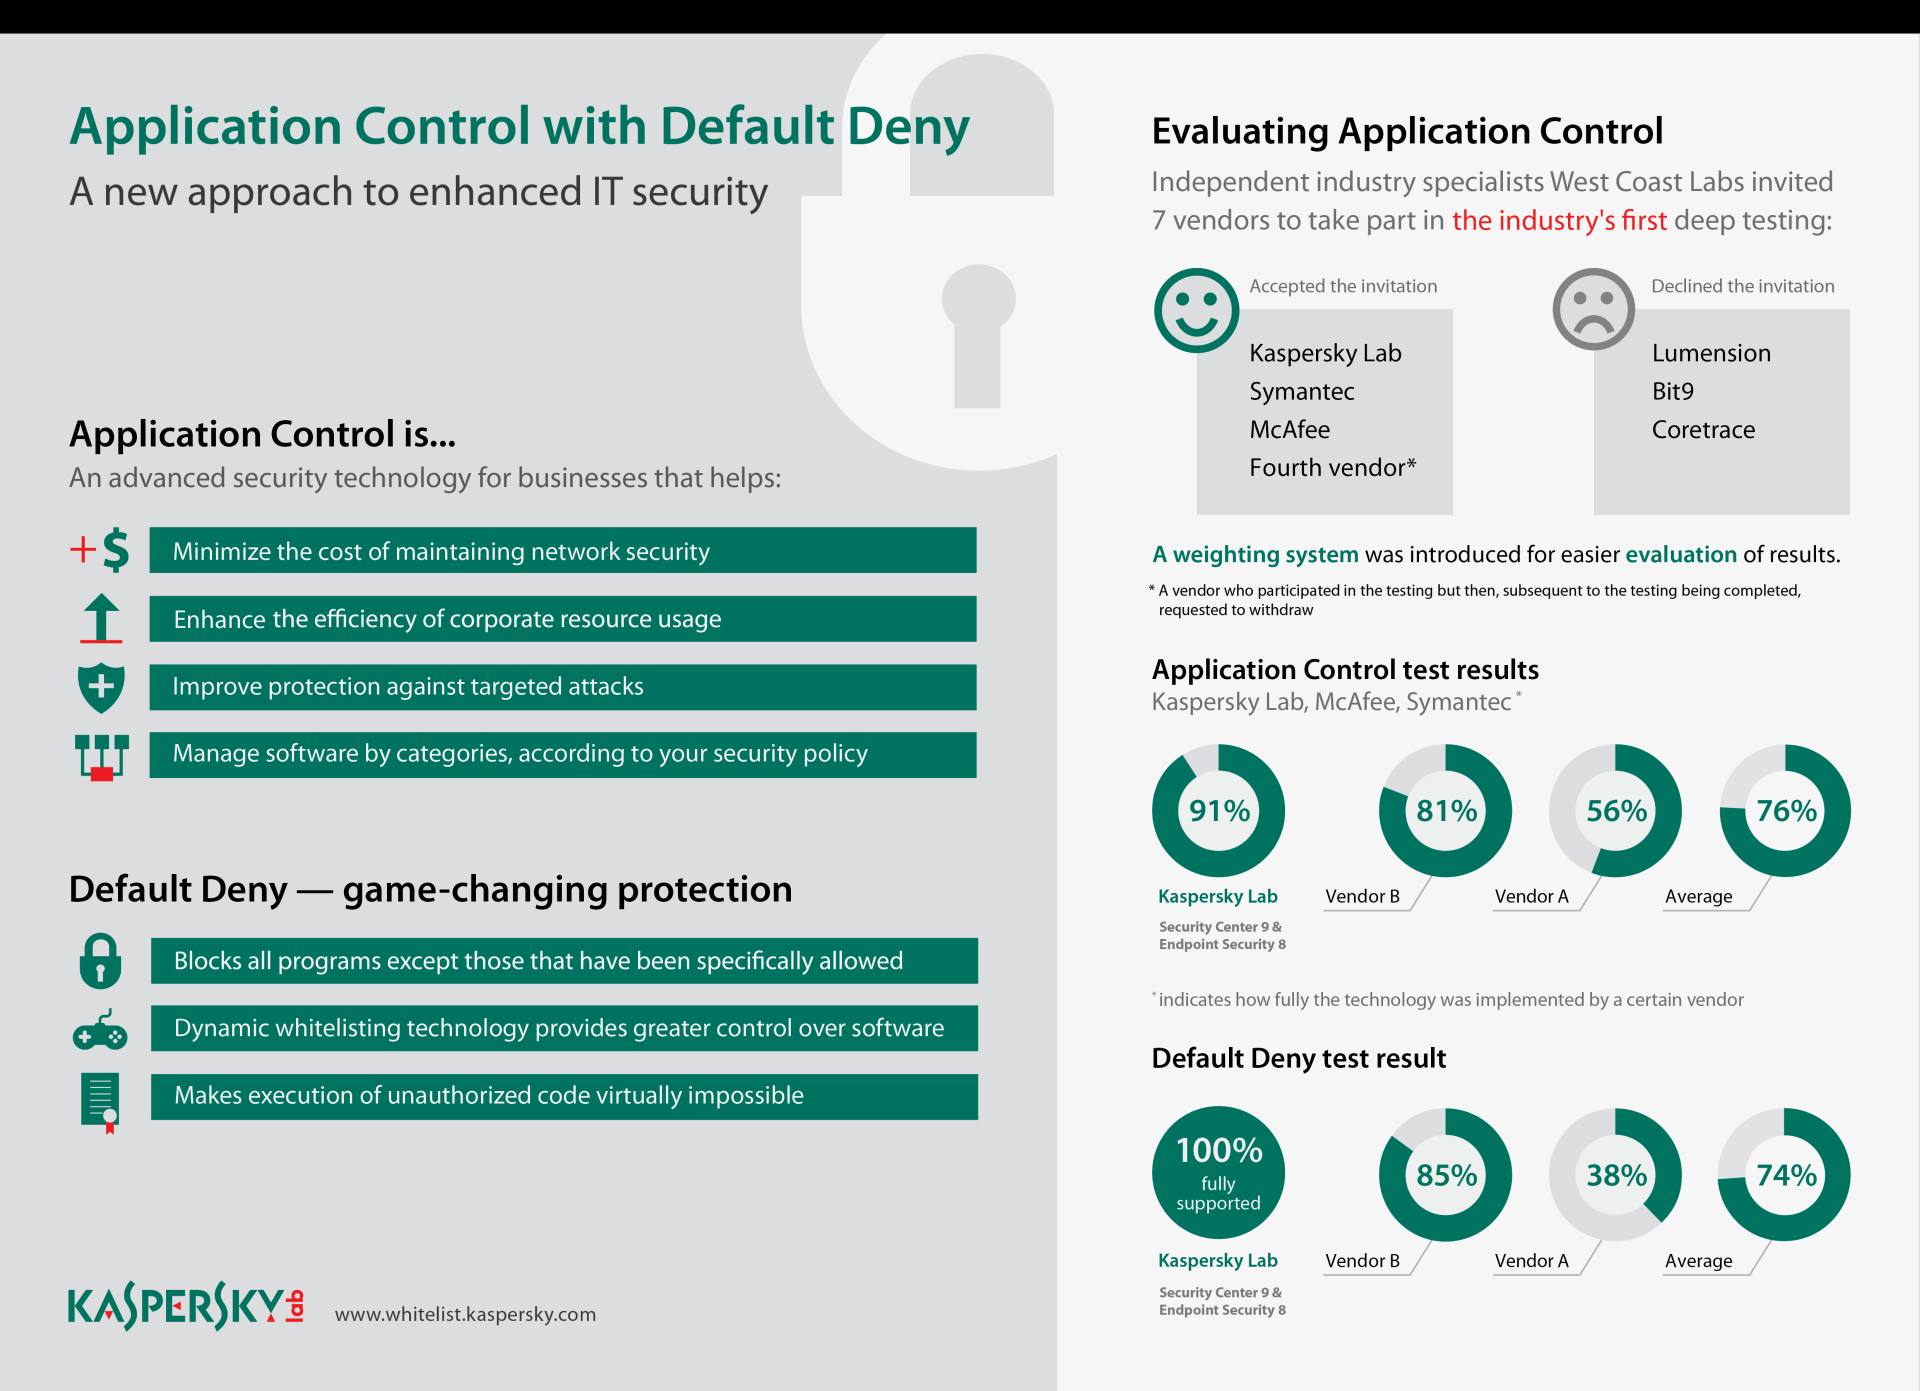 Application Control with Default Deny
A new approach to enhanced IT security
Application Control is...
An advanced security technology for businesses that helps:
+$
Minimize the cost of maintaining network security
Enhance the efficiency of corporate resource usage
Improve protection against targeted attacks
Manage software by categories, according to your security policy
Default Deny — game-changing protection
Blocks all programs except those that have been specifically allowed
Dynamic whitelisting technology provides greater control over software
Makes execution of unauthorized code virtually impossible
KASPERSKY lab
www.whitelist.kaspersky.com
Evaluating Application Control
Independent industry specialists West Coast Labs invited
7 vendors to take part in the industry's first deep testing:
Accepted the invitation
Kaspersky Lab
Symantec
McAfee
Fourth vendor*
Declined the invitation
Lumension
Bit9
Coretrace
A weighting system was introduced for easier evaluation of results.
* A vendor who participated in the testing but then, subsequent to the testing being completed,
requested to withdraw
Application Control test results
Kaspersky Lab, McAfee, Symantec*
91%
81%
56%
76%
Kaspersky Lab
Vendor B
Vendor A
Average
Security Center 9 &
Endpoint Security 8
* indicates how fully the technology was implemented by a certain vendor
Default Deny test result
100%
fully
supported
85%
38%
74%
Kaspersky Lab
Vendor B
Vendor A
Average
Security Center 9 &
Endpoint Security 8